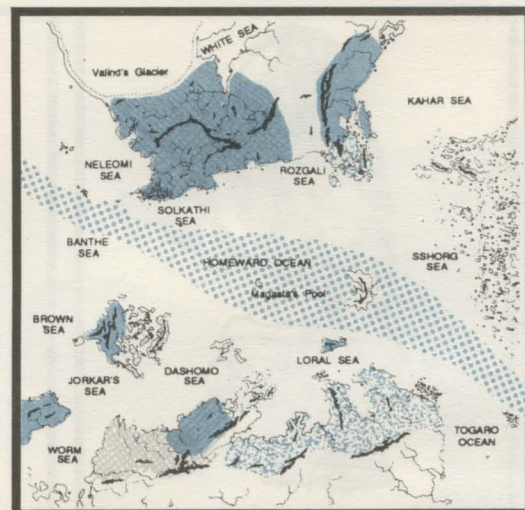 WHITE SEA
Valind's Glacier
KAHAR SEA
NELEOMI
SEA
ROZGALI
SEA
SOLKATHI
SEA
BANTHE
SEA
HOMEWARD OCEAN
SSHORG
SEA
Magasta's Pool
BROWN
SEA
LORAL SEA
DASHOMO
SEA
JORKAR'S
SEA
TOGARO
OCEAN
WORM
SEA